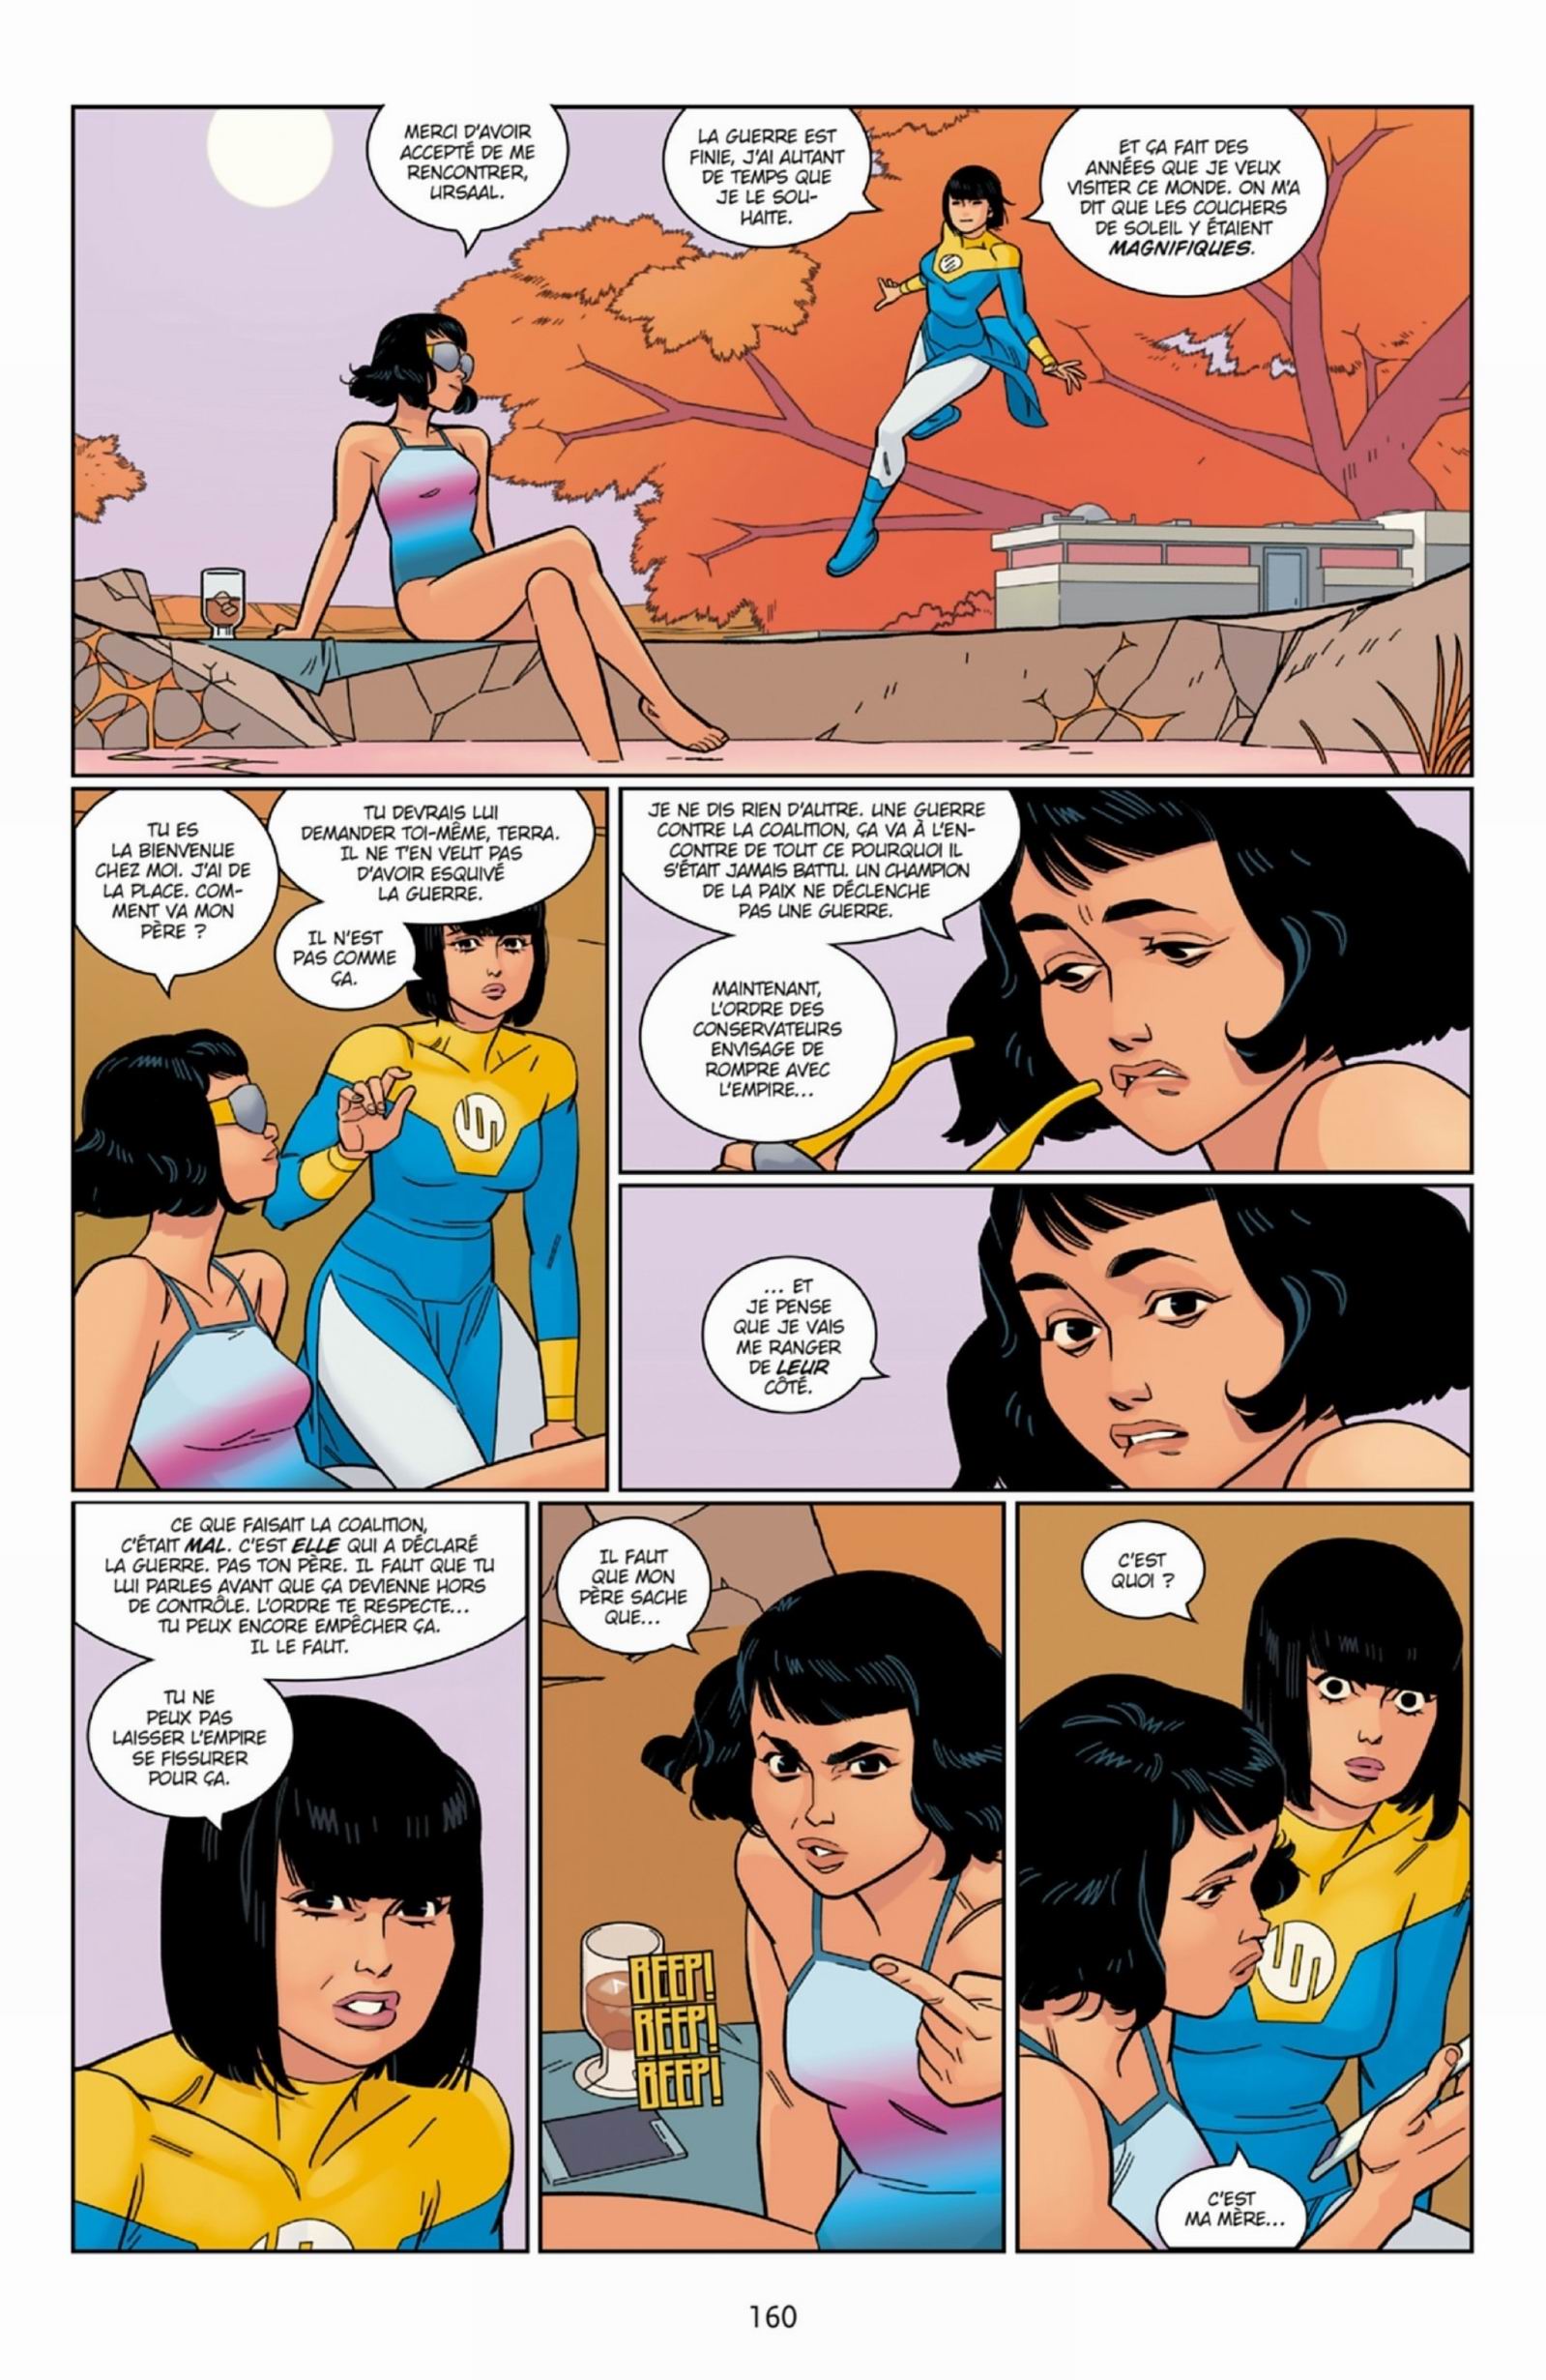 MERCI D'AVOIR
ACCEPTÉ DE ME
RENCONTRER,
URSAAL.
LA GUERRE EST
FINIE, J'AI AUTANT
DE TEMPS QUE
JE LE SOU-
HAITE.
ET ÇA FAIT DES
ANNÉES QUE JE VEUX
VISITER CE MONDE. ON M'A
DIT QUE LES COUCHERS
DE SOLEIL Y ÉTAIENT
MAGNIFIQUES.
TU ES
LA BIENVENUE
CHEZ MOI. J'AI DE
LA PLACE. COM-
MENT VA MON
PÈRE ?
TU DEVRAIS LUI
DEMANDER TOI-MÊME, TERRA.
IL NE T'EN VEUT PAS
D'AVOIR ESQUIVÉ
LA GUERRE.
IL N'EST
PAS COMME
ÇA.
JE NE DIS RIEN D'AUTRE. UNE GUERRE
CONTRE LA COALITION, ÇA VA À L'EN-
CONTRE DE TOUT CE POURQUOI IL
S'ÉTAIT JAMAIS BATTU. UN CHAMPION
DE LA PAIX NE DÉCLENCHE
PAS UNE GUERRE.
MAINTENANT,
L'ORDRE DES
CONSERVATEURS
ENVISAGE DE
ROMPRE AVEC
L'EMPIRE...
... ET
JE PENSE
QUE JE VAIS
ME RANGER
DE LEUR
CÔTÉ.
CE QUE FAISAIT LA COALITION,
C'ÉTAIT MAL. C'EST ELLE QUI A DÉCLARÉ
LA GUERRE. PAS TON PÈRE. IL FAUT QUE TU
LUI PARLES AVANT QUE ÇA DEVIENNE HORS
DE CONTRÔLE. L'ORDRE TE RESPECTE...
TU PEUX ENCORE EMPÊCHER ÇA.
IL LE FAUT.
TU NE
PEUX PAS
LAISSER L'EMPIRE
SE FISSURER
POUR ÇA.
IL FAUT
QUE MON
PÈRE SACHE
QUE...
BEEP!
BEEP!
BEEP!
C'EST
QUOI ?
C'EST
MA MÈRE...
160